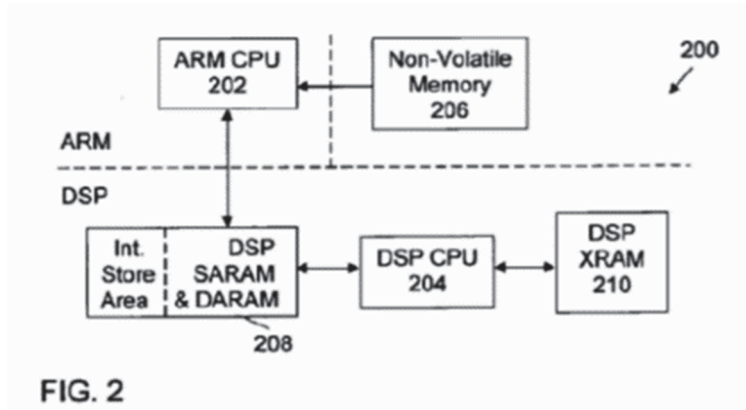 ARM CPU
202
Non-Volatile
Memory
206
200
ARM
DSP
Int.
Store
Area
DSP
SARAM
& DARAM
208
DSP CPU
204
DSP
XRAM
210
FIG. 2